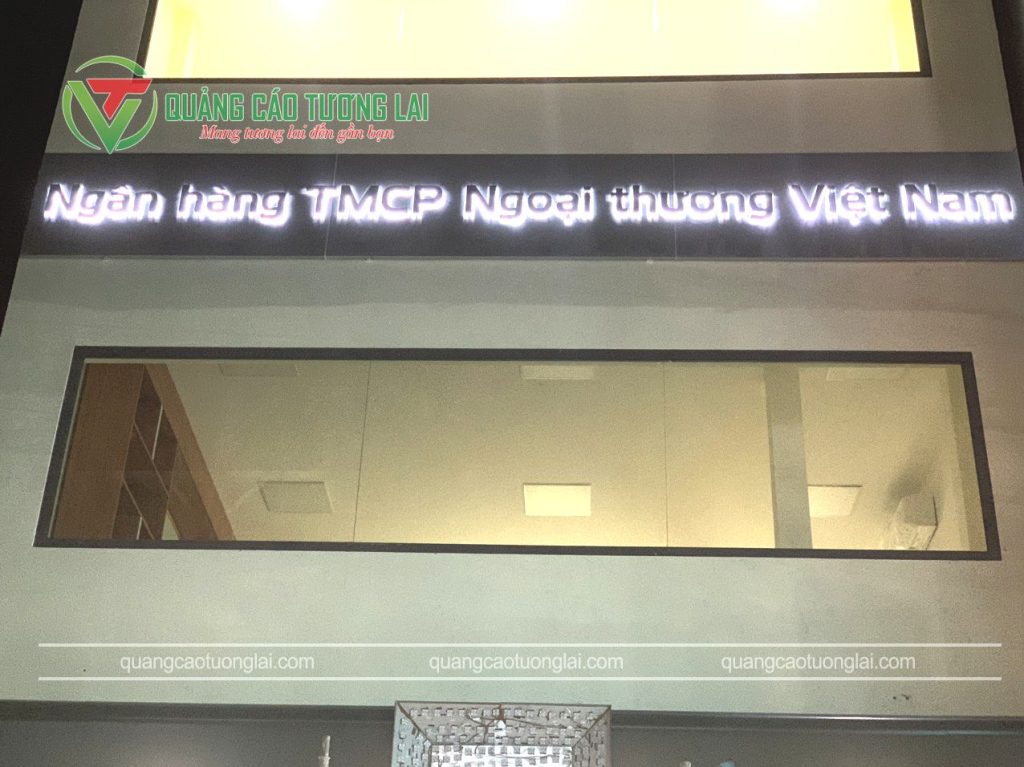 QUẢNG CÁO TƯƠNG LAI
Mang tương lai đến gần bạn
Ngân hàng TMCP Ngoại thương Việt Nam
quangcaotuonglai.com quangcaotuonglai.com quangcaotuonglai.com